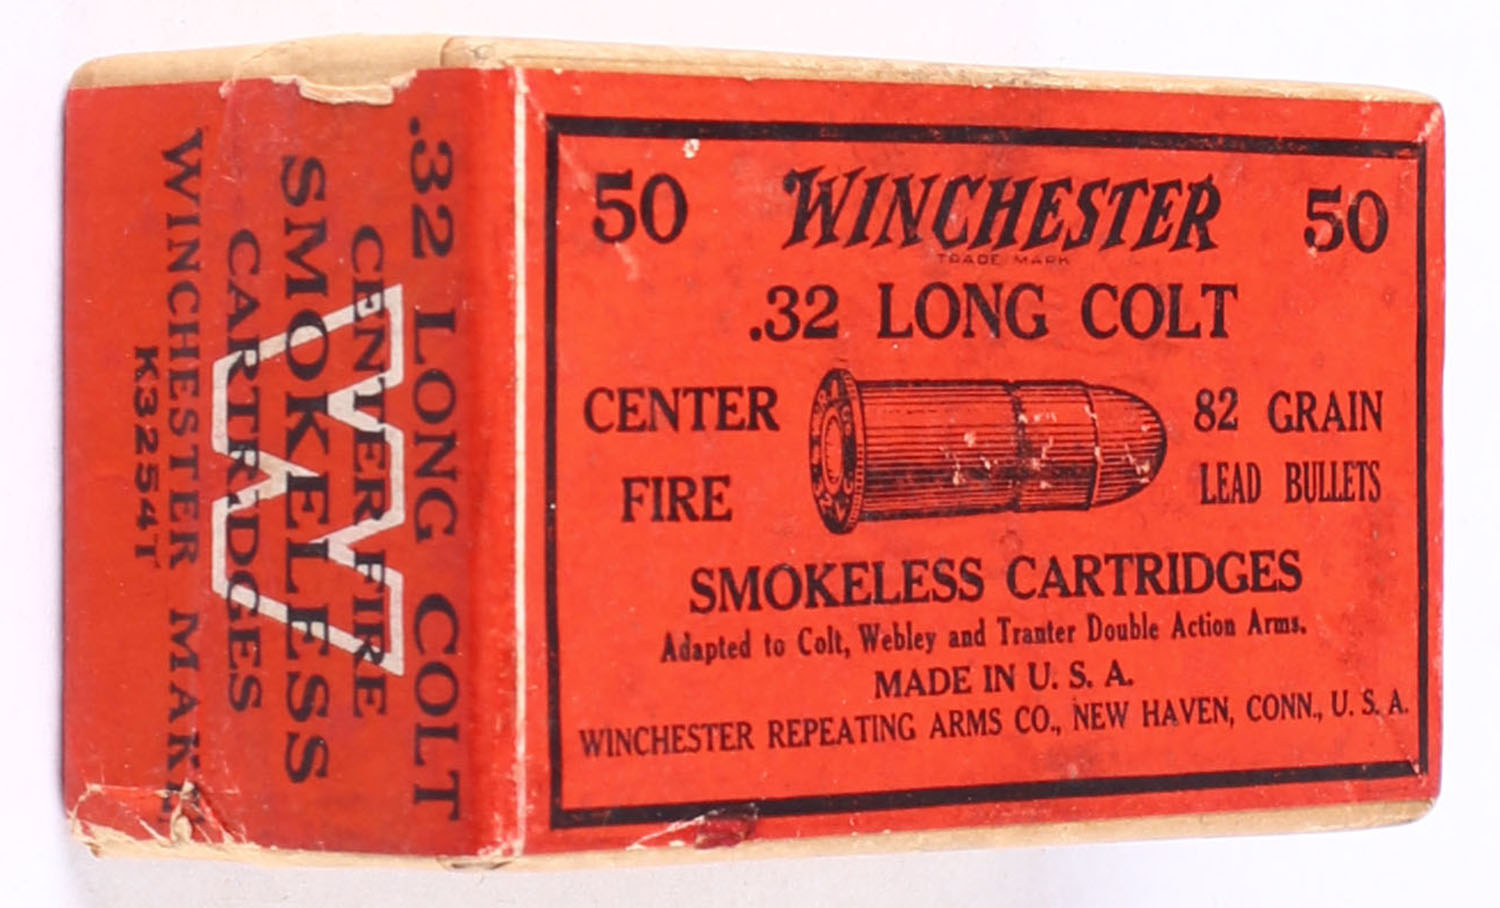 50 WINCHESTER 50
TRADE MARK
.32 LONG COLT
CENTER
FIRE
82 GRAIN
LEAD BULLETS
SMOKELESS CARTRIDGES
Adapted to Colt, Webley and Tranter Double Action Arms.
MADE IN U. S. A.
WINCHESTER REPEATING ARMS CO., NEW HAVEN, CONN., U. S. A.
.32 LONG COLT
CENTER FIRE
SMOKELESS
CARTRIDGES
W
WINCHESTER MAKE
K3254T